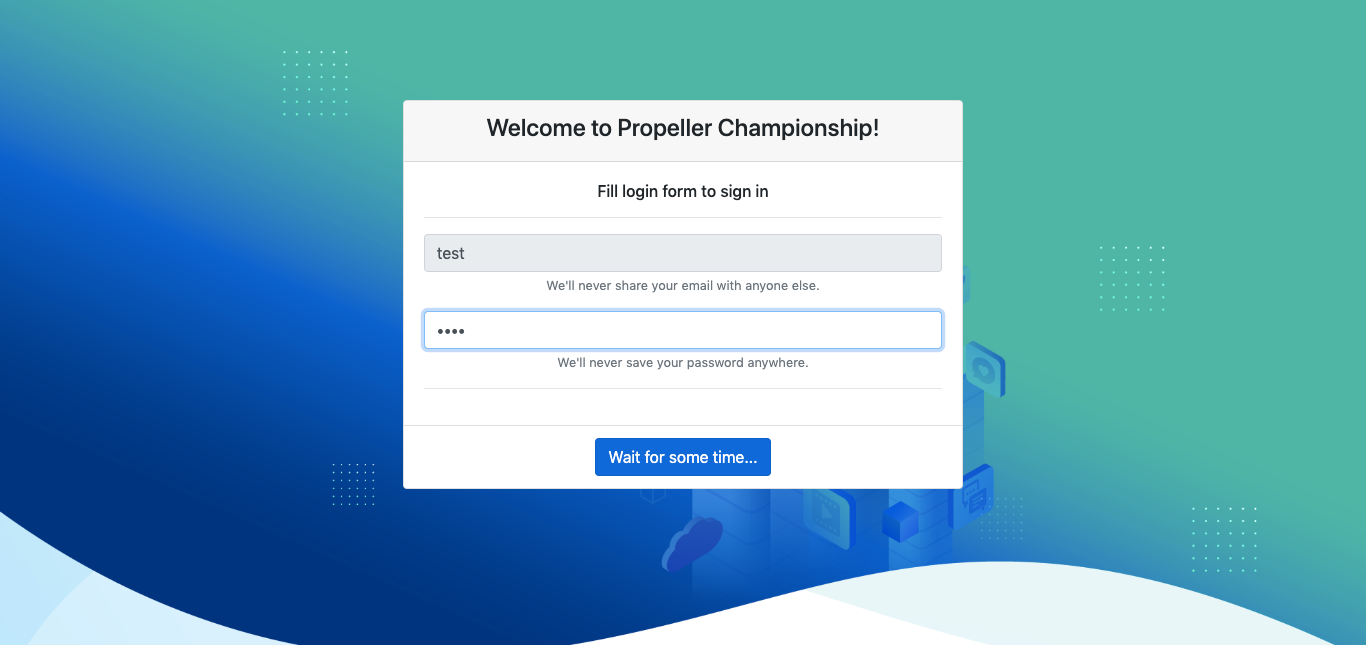 Welcome to Propeller Championship!
Fill login form to sign in
test
We'll never share your email with anyone else.
••••
We'll never save your password anywhere.
Wait for some time...